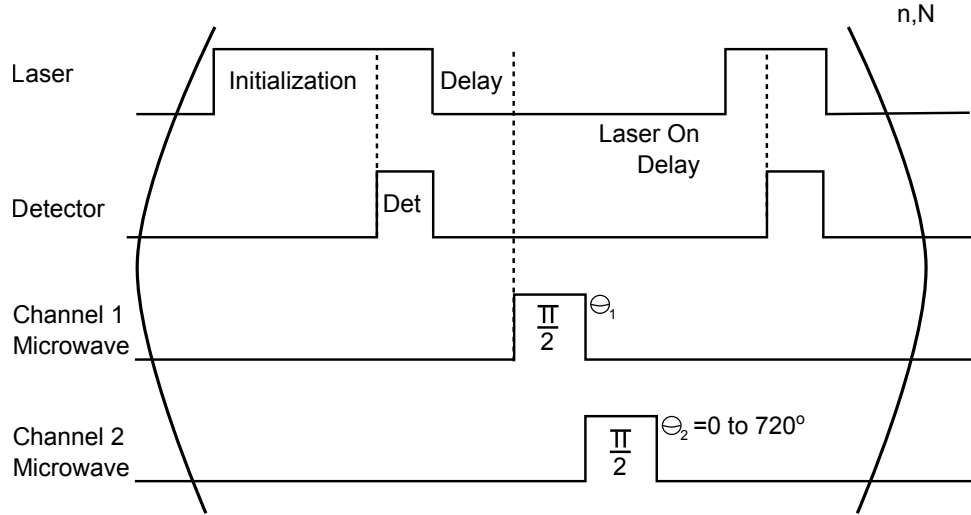 n,N
Laser
Initialization
Delay
Laser On
Delay
Detector
Det
Channel 1
Microwave
π/2
Θ₁
Channel 2
Microwave
π/2
Θ₂ =0 to 720°